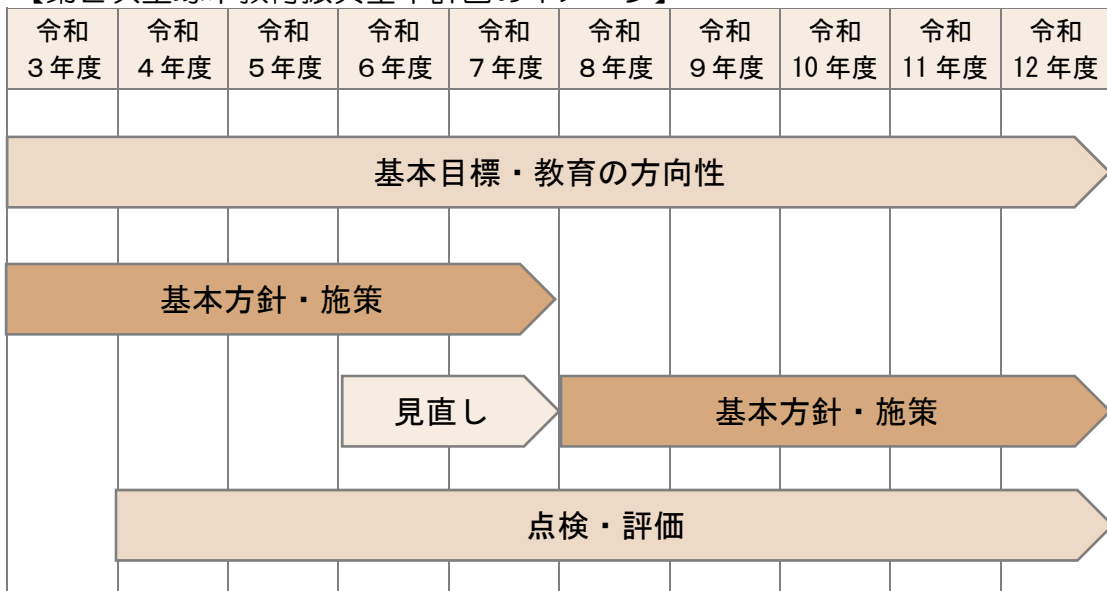 令和 令和 令和 令和 令和 令和 令和 令和 令和 令和
３年度 ４年度 ５年度 ６年度 ７年度 ８年度 ９年度 10年度 11年度 12年度
基本目標・教育の方向性
基本方針・施策
見直し 基本方針・施策
点検・評価